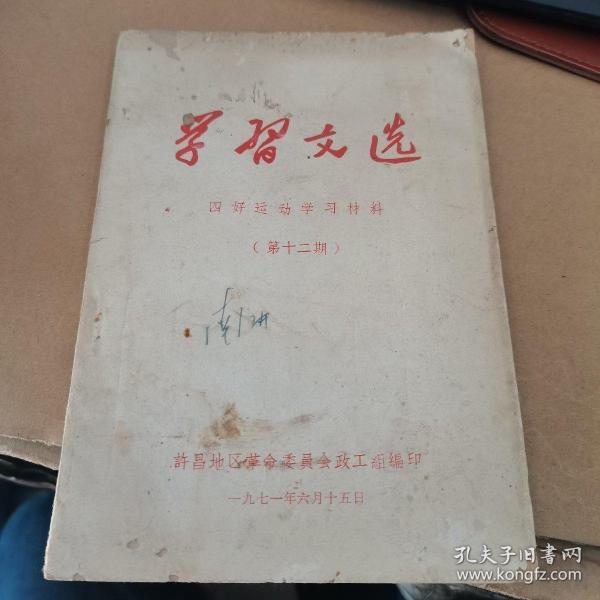 学習文选
四好运动学习材料
（第十二期）
許昌地区革命委員会政工組編印
一九七一年六月十五日
孔夫子旧书网
www.kongfz.com